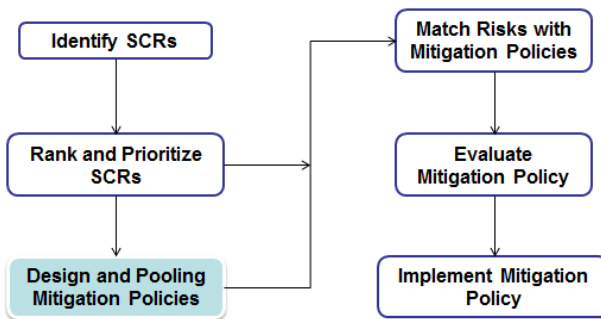 Identify SCRs
Rank and Prioritize
SCRs
Design and Pooling
Mitigation Policies
Match Risks with
Mitigation Policies
Evaluate
Mitigation Policy
Implement Mitigation
Policy